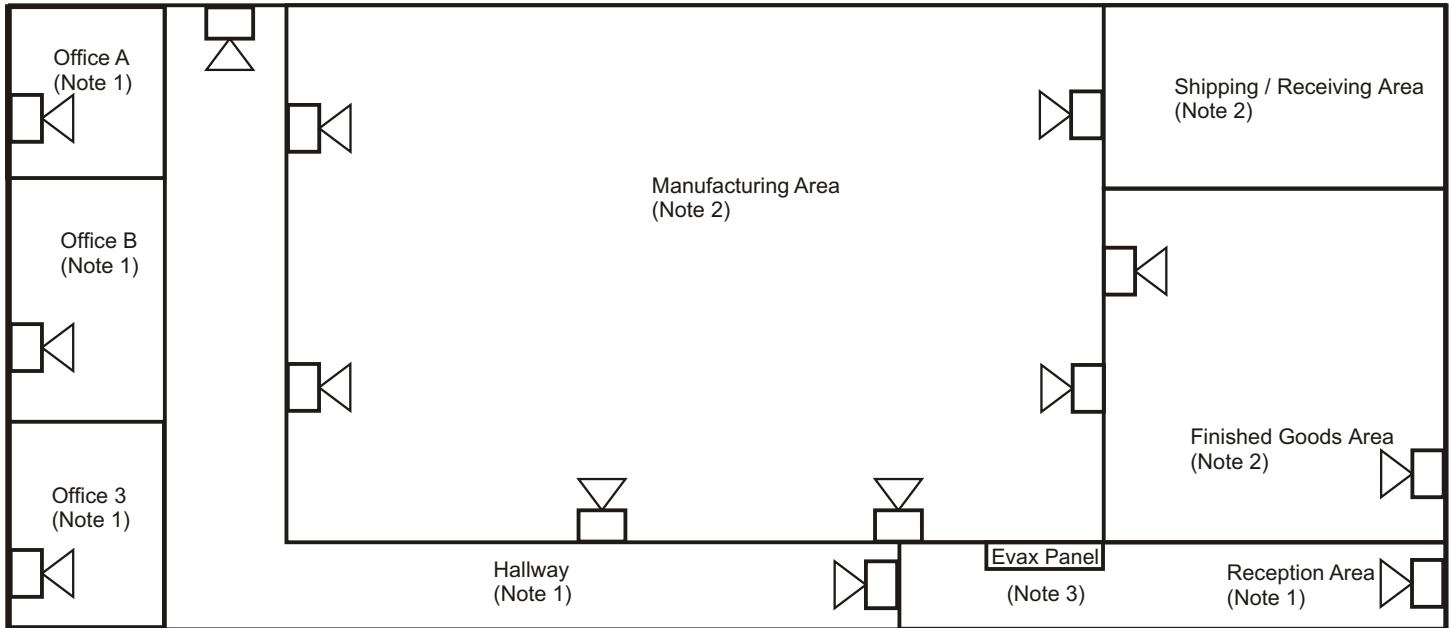 Office A
(Note 1)
Shipping / Receiving Area
(Note 2)
Manufacturing Area
(Note 2)
Office B
(Note 1)
Finished Goods Area
(Note 2)
Office 3
(Note 1)
Hallway
(Note 1)
Evax Panel
(Note 3)
Reception Area
(Note 1)